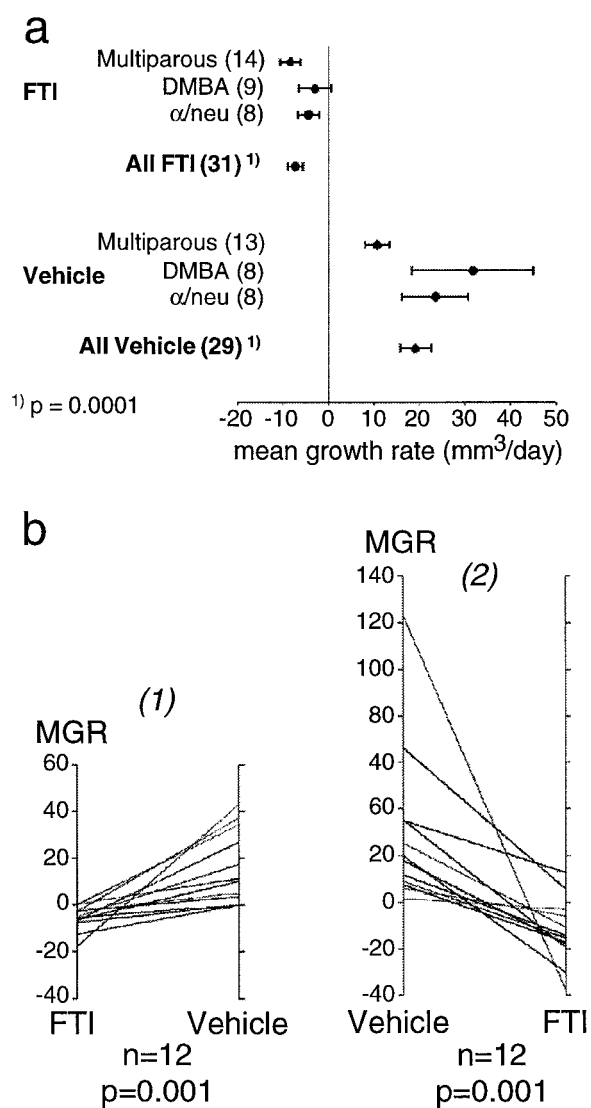 a
Multiparous (14)
FTI
DMBA (9)
α/neu (8)
All FTI (31) 1)
Multiparous (13)
Vehicle
DMBA (8)
α/neu (8)
All Vehicle (29) 1)
1) p = 0.0001
-20 -10 0 10 20 30 40 50
mean growth rate (mm3/day)
b
(1)
MGR
60
40
20
0
-20
-40
FTI Vehicle
n=12
p=0.001
MGR
(2)
140
120
100
80
40
60
20
0
-20
-40
Vehicle FTI
n=12
p=0.001